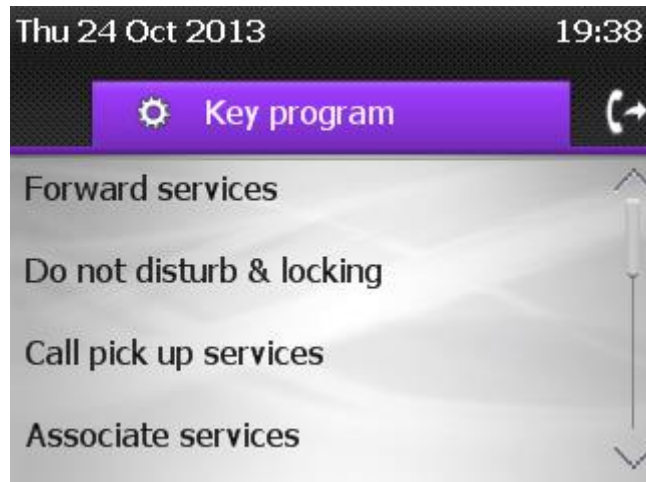 Thu 24 Oct 2013 19:38
Key program
Forward services
Do not disturb & locking
Call pick up services
Associate services